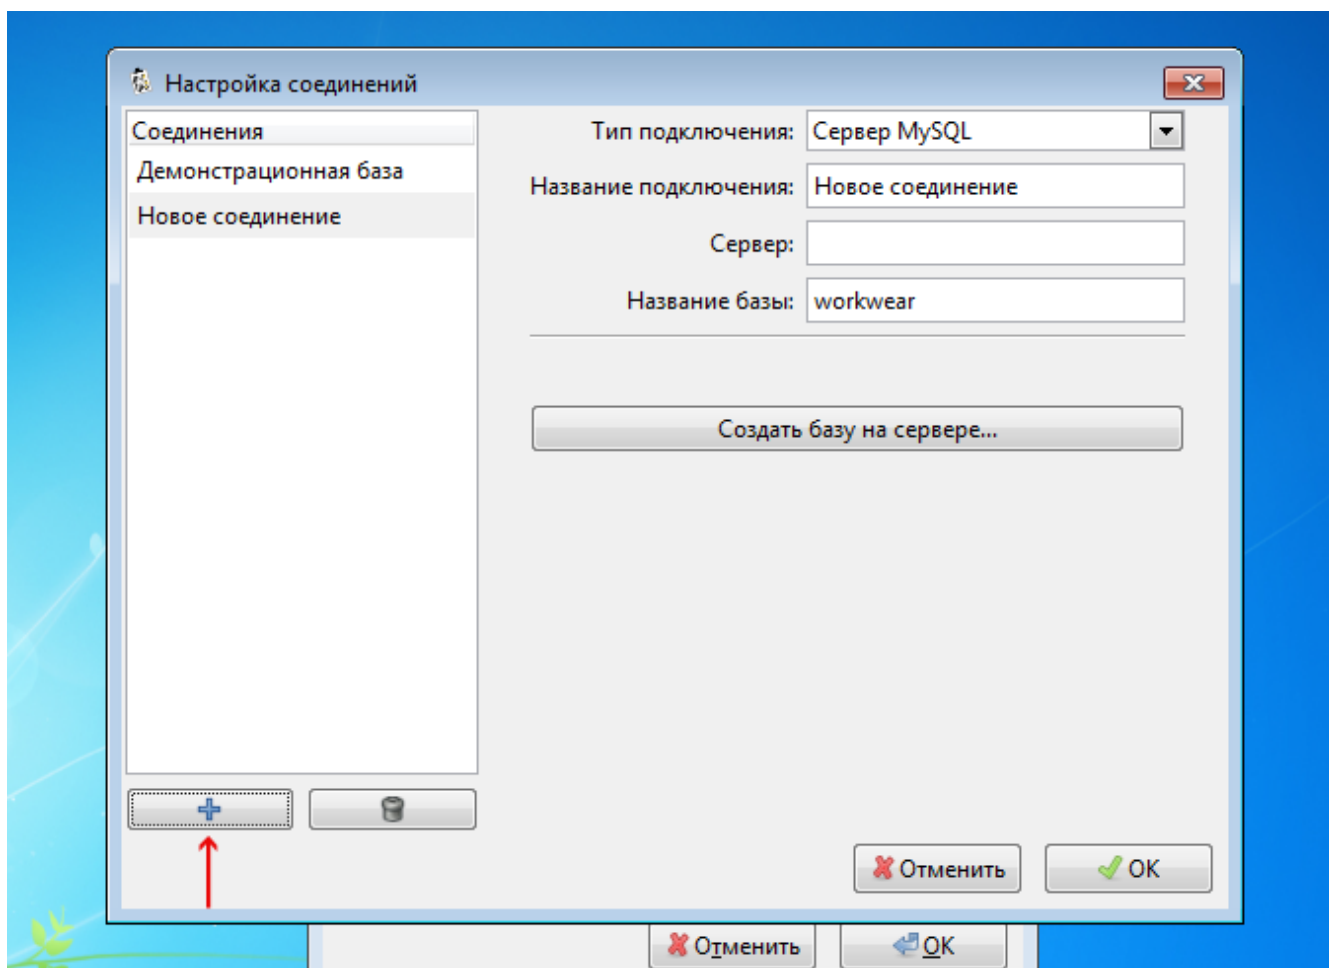 Настройка соединений
Соединения
Демонстрационная база
Новое соединение
Тип подключения: Сервер MySQL
Название подключения: Новое соединение
Сервер:
Название базы: workwear
Создать базу на сервере...
Отменить OK
Отменить OK